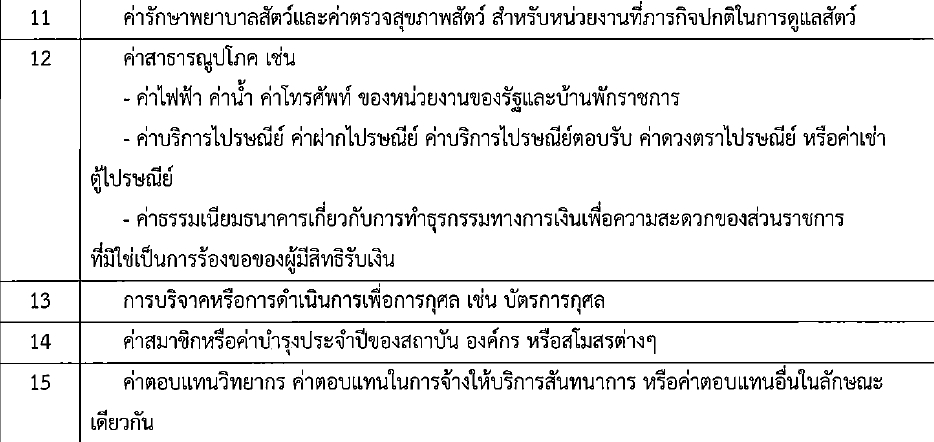 11 ค่ารักษาพยาบาลสัตว์และค่าตรวจสุขภาพสัตว์ สำหรับหน่วยงานที่ภารกิจปกติในการดูแลสัตว์
12 ค่าสาธารณูปโภค เช่น
- ค่าไฟฟ้า ค่าน้ำ ค่าโทรศัพท์ ของหน่วยงานของรัฐและบ้านพักราชการ
- ค่าบริการไปรษณีย์ ค่าฝากไปรษณีย์ ค่าบริการไปรษณีย์ตอบรับ ค่าดวงตราไปรษณีย์ หรือค่าเช่า
ตู้ไปรษณีย์
- ค่าธรรมเนียมธนาคารเกี่ยวกับการทำธุรกรรมทางการเงินเพื่อความสะดวกของส่วนราชการ
ที่มิใช่เป็นการร้องขอของผู้มีสิทธิรับเงิน
13 การบริจาคหรือการดำเนินการเพื่อการกุศล เช่น บัตรการกุศล
14 ค่าสมาชิกหรือค่าบำรุงประจำปีของสถาบัน องค์กร หรือสโมสรต่างๆ
15 ค่าตอบแทนวิทยากร ค่าตอบแทนในการจ้างให้บริการสันทนาการ หรือค่าตอบแทนอื่นในลักษณะ
เดียวกัน